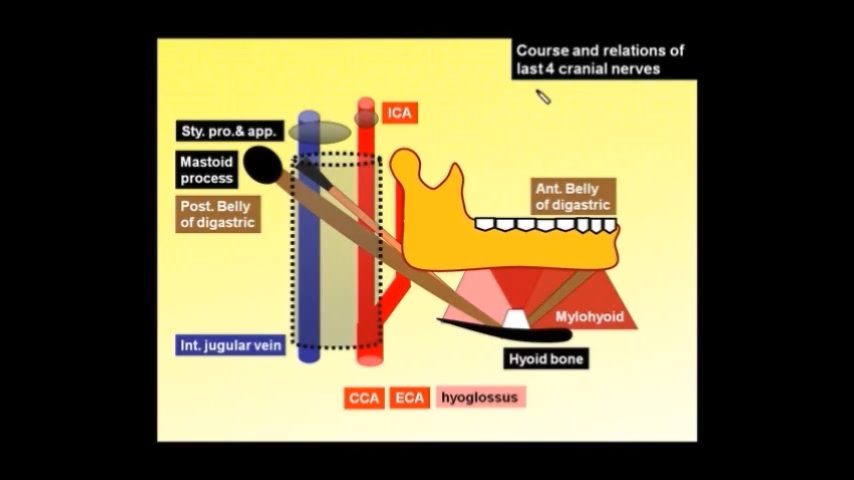 Course and relations of
last 4 cranial nerves
ICA
Sty. pro.& app.
Mastoid
process
Post. Belly
of digastric
Ant. Belly
of digastric
Mylohyoid
Int. jugular vein
Hyoid bone
CCA
ECA
hyoglossus